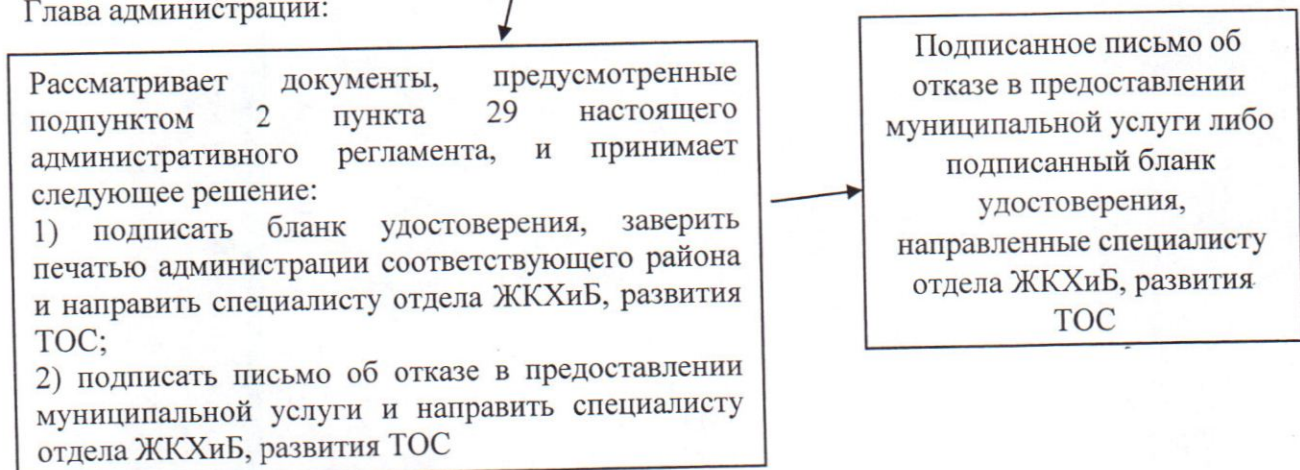 Глава администрации:
Рассматривает документы, предусмотренные
подпунктом 2 пункта 29 настоящего
административного регламента, и принимает
следующее решение:
1) подписать бланк удостоверения, заверить
печатью администрации соответствующего района
и направить специалисту отдела ЖКХиБ, развития
ТОС;
2) подписать письмо об отказе в предоставлении
муниципальной услуги и направить специалисту
отдела ЖКХиБ, развития ТОС
Подписанное письмо об
отказе в предоставлении
муниципальной услуги либо
подписанный бланк
удостоверения,
направленные специалисту
отдела ЖКХиБ, развития
ТОС